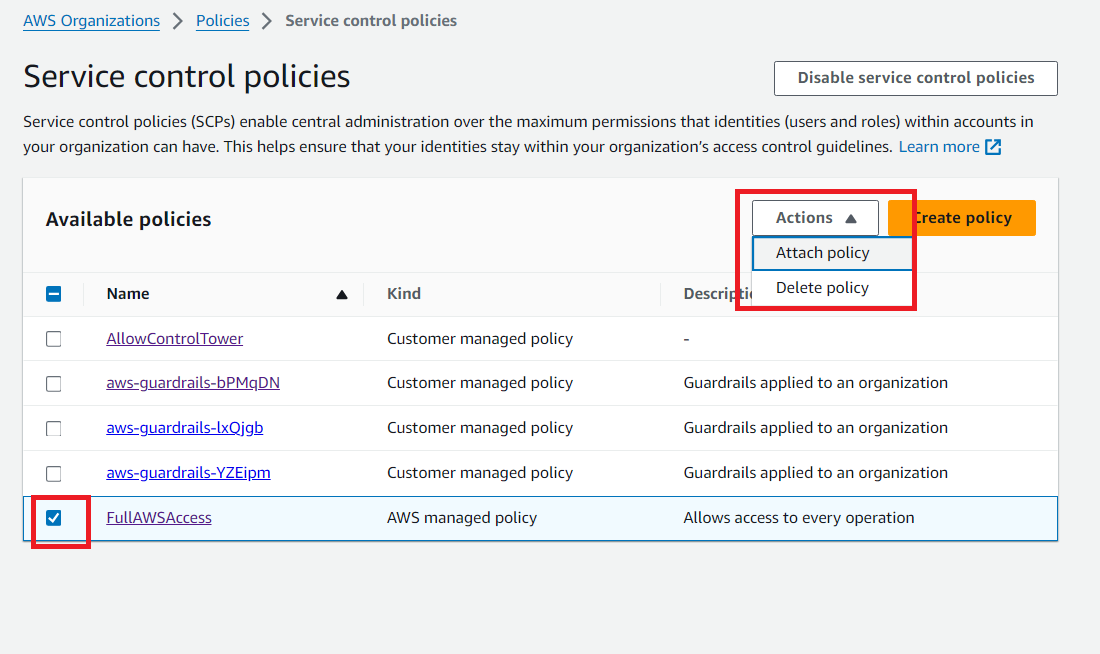 AWS Organizations > Policies > Service control policies
Service control policies
Disable service control policies
Service control policies (SCPs) enable central administration over the maximum permissions that identities (users and roles) within accounts in
your organization can have. This helps ensure that your identities stay within your organization's access control guidelines. Learn more
Available policies
Actions
Create policy
Attach policy
Delete policy
Name Kind
AllowControlTower Customer managed policy -
aws-guardrails-bPMqDN Customer managed policy Guardrails applied to an organization
aws-guardrails-lxQjgb Customer managed policy Guardrails applied to an organization
aws-guardrails-YZEipm Customer managed policy Guardrails applied to an organization
FullAWSAccess AWS managed policy Allows access to every operation